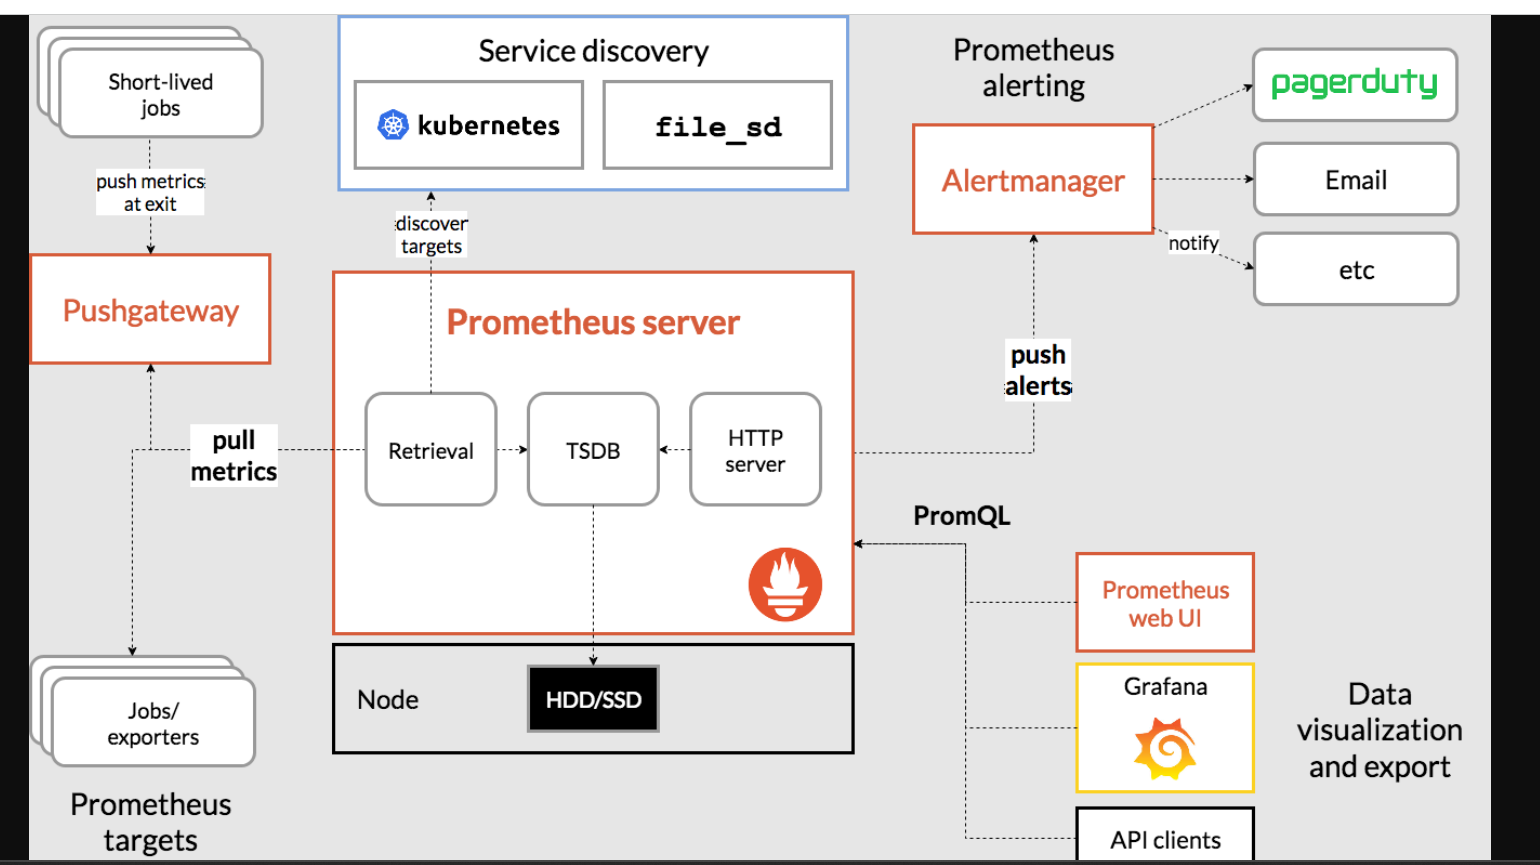 Short-lived
jobs
push metrics
at exit
Pushgateway
Service discovery
kubernetes
file_sd
discover
targets
Prometheus
alerting
Alertmanager
pagerduty
Email
notify
etc
Prometheus server
Retrieval
TSDB
HTTP
server
pull
metrics
push
alerts
PromQL
Node
HDD/SSD
Jobs/
exporters
Prometheus
targets
Prometheus
web UI
Grafana
API clients
Data
visualization
and export